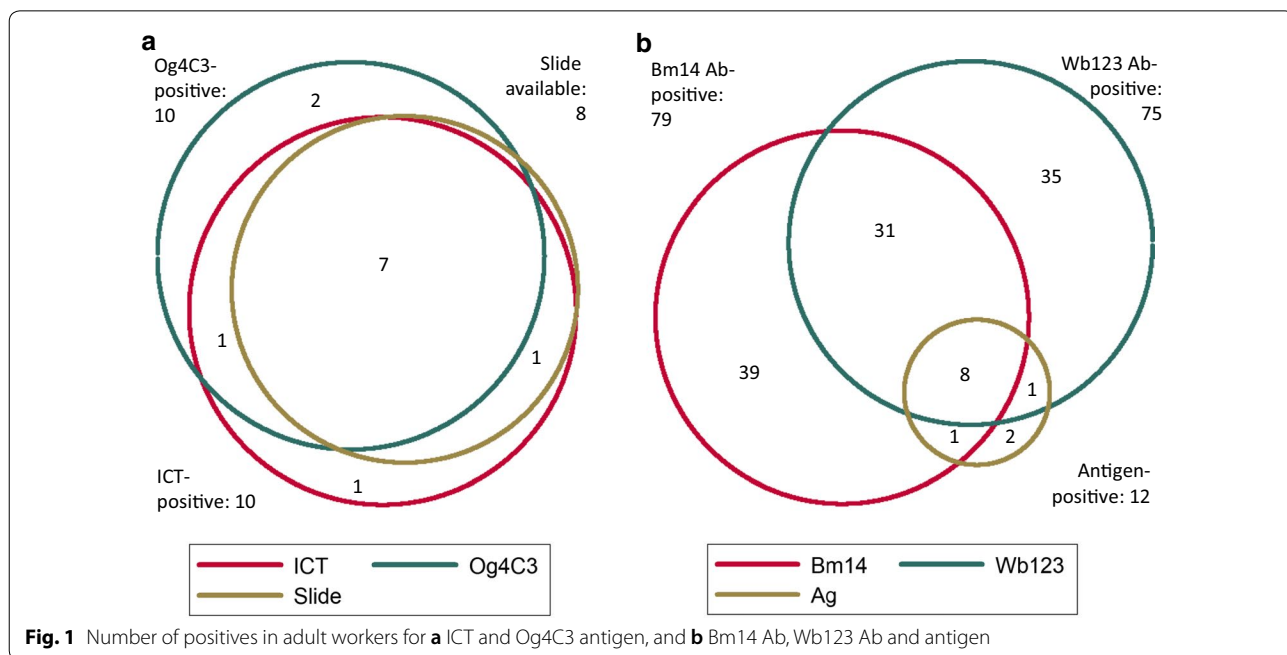 a
Og4C3-
positive:
10
Slide
available:
8
2
7
1
1
1
ICT-
positive: 10
ICT
Og4C3
Slide
b
Bm14 Ab-
positive:
79
Wb123 Ab-
positive:
75
35
31
39
8
1
1
2
Antigen-
positive: 12
Bm14
Wb123
Ag
Fig. 1 Number of positives in adult workers for a ICT and Og4C3 antigen, and b Bm14 Ab, Wb123 Ab and antigen